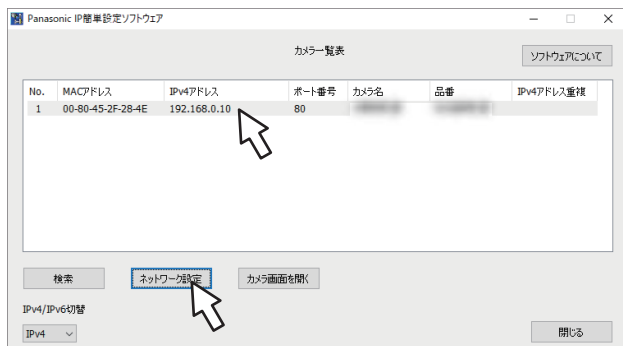 Panasonic IP簡単設定ソフトウェア
カメラ一覧表
ソフトウェアについて
No. MACアドレス IPv4アドレス ポート番号 カメラ名 品番 IPv4アドレス重複
1 00-80-45-2F-28-4E 192.168.0.10 80
検索 ネットワーク設定 カメラ画面を開く
IPv4/IPv6切替
IPv4 閉じる